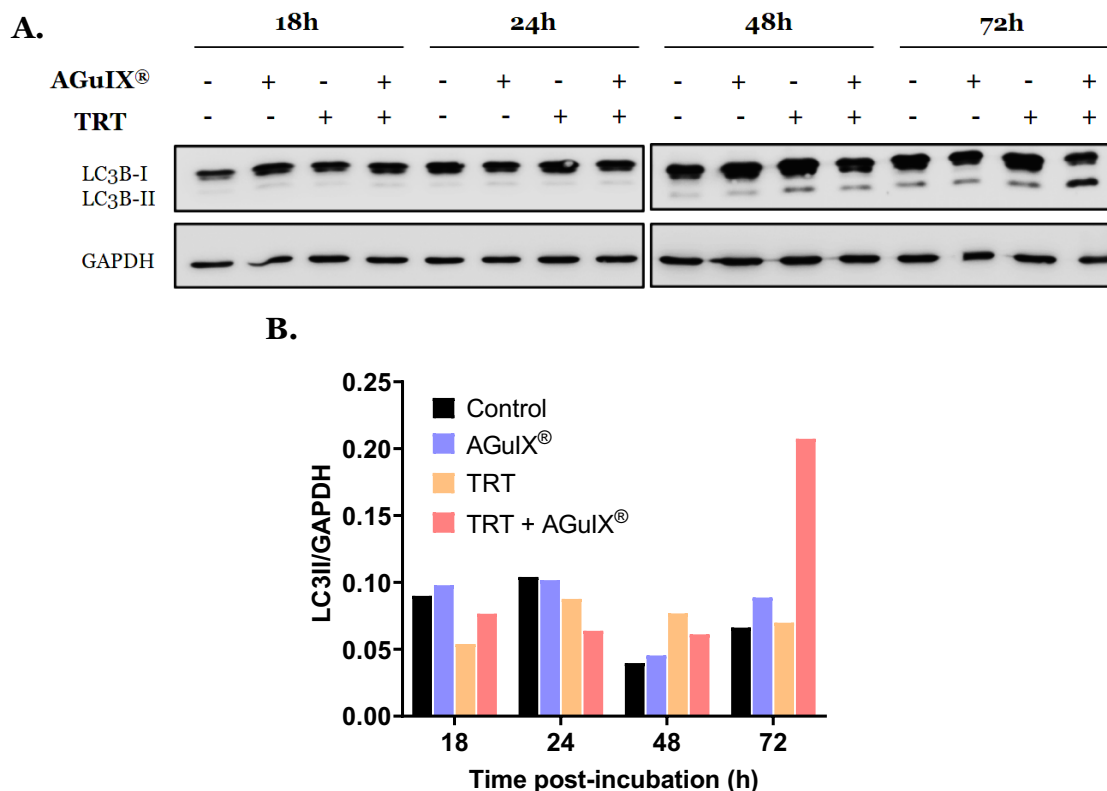 A.
18h 24h 48h 72h
AGuIX® - + - + - + - + - + - + - + - +
TRT - - + + - - + + - - + + - - + +
LC3B-I
LC3B-II
GAPDH
B.
LC3II/GAPDH
0.25
0.20
0.15
0.10
0.05
0.00
Control
AGuIX®
TRT
TRT + AGuIX®
18 24 48 72
Time post-incubation (h)